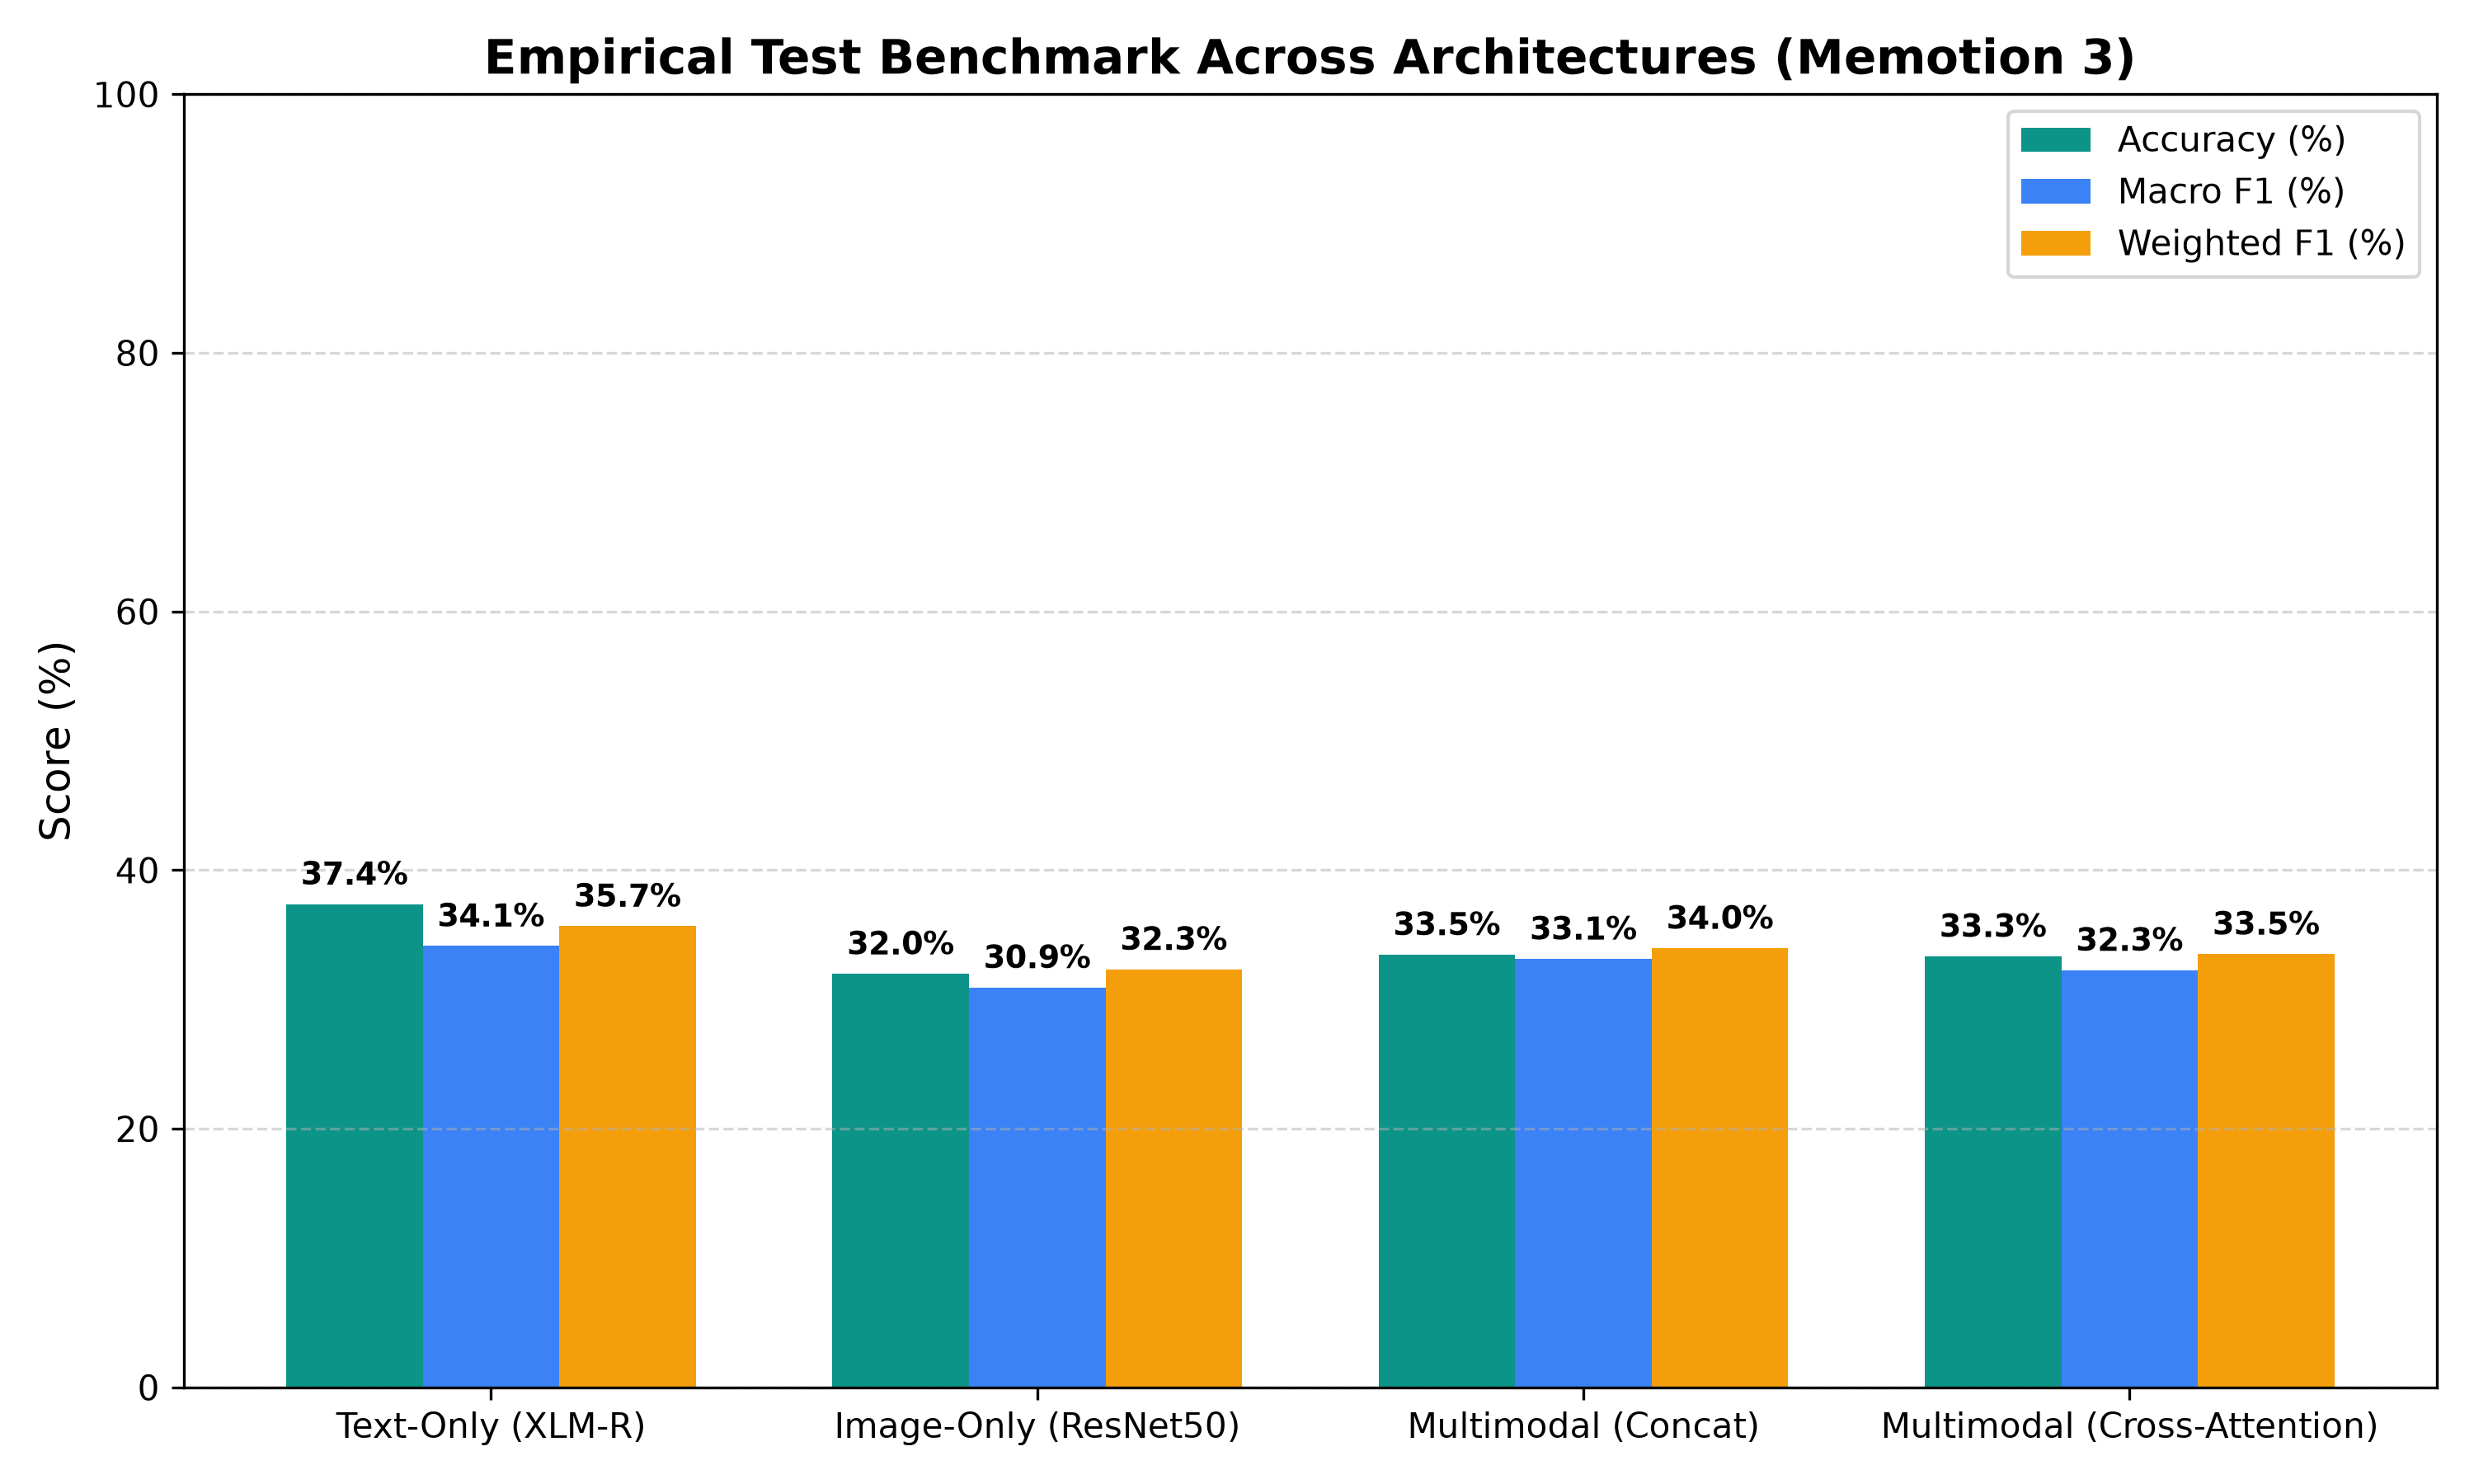 Empirical Test Benchmark Across Architectures (Memotion 3)
Accuracy (%)
Macro F1 (%)
Weighted F1 (%)
Score (%)
100
80
60
40
20
0
37.4%
34.1%
35.7%
32.0%
30.9%
32.3%
33.5%
33.1%
34.0%
33.3%
32.3%
33.5%
Text-Only (XLM-R)
Image-Only (ResNet50)
Multimodal (Concat)
Multimodal (Cross-Attention)